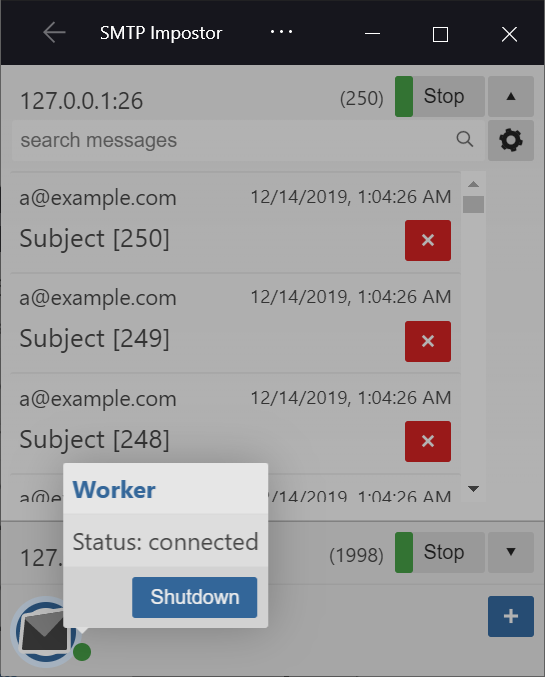 SMTP Impostor
127.0.0.1:26
(250)
Stop
search messages
a@example.com
12/14/2019, 1:04:26 AM
Subject [250]
a@example.com
12/14/2019, 1:04:26 AM
Subject [249]
a@example.com
12/14/2019, 1:04:26 AM
Subject [248]
12/14/2019, 1:04:26 AM
Worker
Status: connected
Shutdown
127.
(1998)
Stop